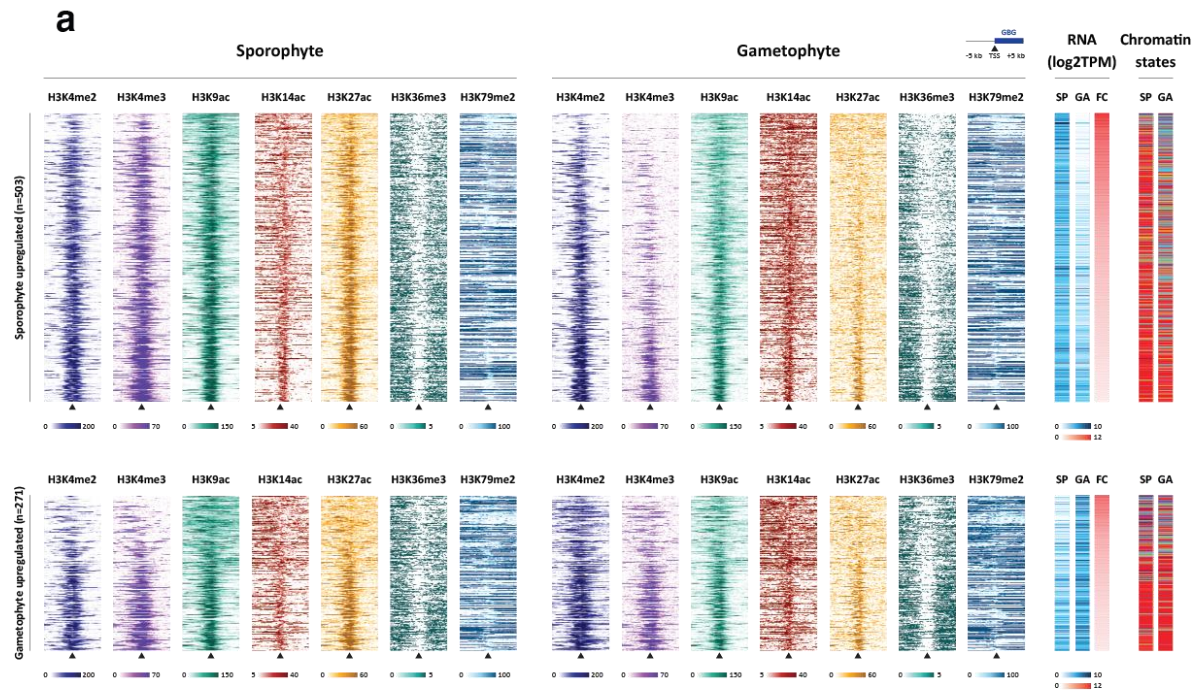 a
Sporophyte
Gametophyte
GBG
-5 kb TSS +5 kb
RNA
(log2TPM)
Chromatin
states
H3K4me2 H3K4me3 H3K9ac H3K14ac H3K27ac H3K36me3 H3K79me2 H3K4me2 H3K4me3 H3K9ac H3K14ac H3K27ac H3K36me3 H3K79me2 SP GA FC SP GA
Sporophyte upregulated (n=503)
0 200 0 70 0 150 5 40 0 60 0 5 0 100 0 200 0 70 0 150 5 40 0 60 0 5 0 100 0 10
0 12
H3K4me2 H3K4me3 H3K9ac H3K14ac H3K27ac H3K36me3 H3K79me2 H3K4me2 H3K4me3 H3K9ac H3K14ac H3K27ac H3K36me3 H3K79me2 SP GA FC SP GA
Gametophyte upregulated (n=271)
0 200 0 70 0 150 5 40 0 60 0 5 0 100 0 200 0 70 0 150 5 40 0 60 0 5 0 100 0 10
0 12